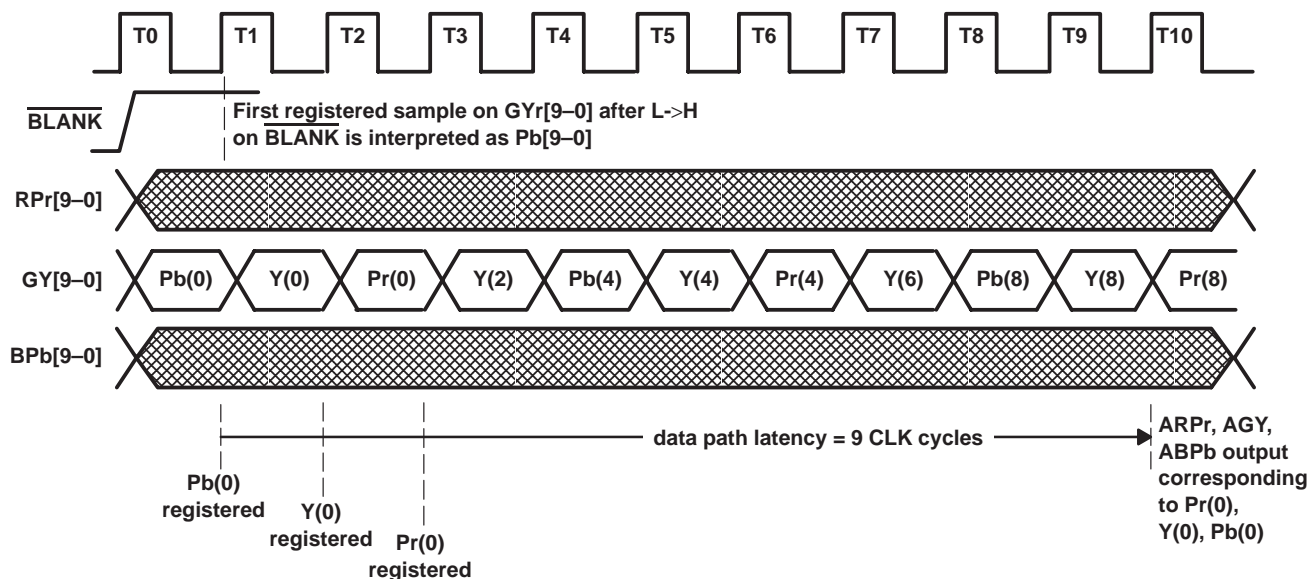 T0 T1 T2 T3 T4 T5 T6 T7 T8 T9 T10
BLANK
First registered sample on GYr[9–0] after L->H
on BLANK is interpreted as Pb[9–0]
RPr[9–0]
GY[9–0] Pb(0) Y(0) Pr(0) Y(2) Pb(4) Y(4) Pr(4) Y(6) Pb(8) Y(8) Pr(8)
BPb[9–0]
data path latency = 9 CLK cycles
ARPr, AGY,
ABPb output
corresponding
to Pr(0),
Y(0), Pb(0)
Pb(0)
registered
Y(0)
registered
Pr(0)
registered